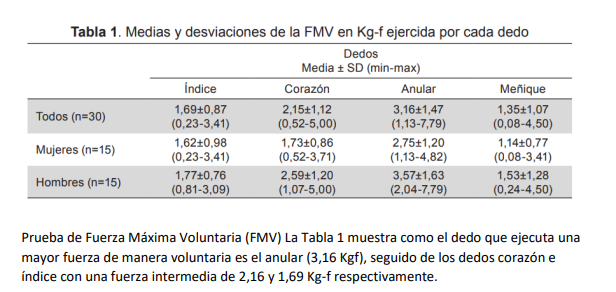 Tabla 1. Medias y desviaciones de la FMV en Kg-f ejercida por cada dedo
Dedos
Media ± SD (min-max)
Índice Corazón Anular Meñique
Todos (n=30) 1,69±0,87 2,15±1,12 3,16±1,47 1,35±1,07
(0,23-3,41) (0,52-5,00) (1,13-7,79) (0,08-4,50)
Mujeres (n=15) 1,62±0,98 1,73±0,86 2,75±1,20 1,14±0,77
(0,23-3,41) (0,52-3,71) (1,13-4,82) (0,08-3,41)
Hombres (n=15) 1,77±0,76 2,59±1,20 3,57±1,63 1,53±1,28
(0,81-3,09) (1,07-5,00) (2,04-7,79) (0,24-4,50)
Prueba de Fuerza Máxima Voluntaria (FMV) La Tabla 1 muestra como el dedo que ejecuta una
mayor fuerza de manera voluntaria es el anular (3,16 Kgf), seguido de los dedos corazón e
índice con una fuerza intermedia de 2,16 y 1,69 Kg-f respectivamente.